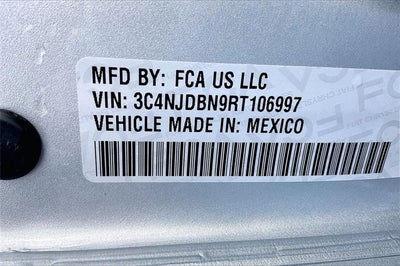 MFD BY: FCA US LLC
VIN: 3C4NJDBN9RT106997
VEHICLE MADE IN: MEXICO